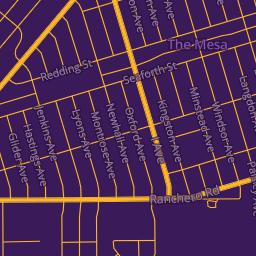 The Mesa
Redding St
Seaforth St
Jenkins-Ave
Lyons-Ave
Montrose-Ave
Newhall-Ave
Oxford-Ave
Kingston-Ave
Minstead-Ave
Windsor-Ave
Hastings-Ave
Glider-Ave
Ranchero Rd